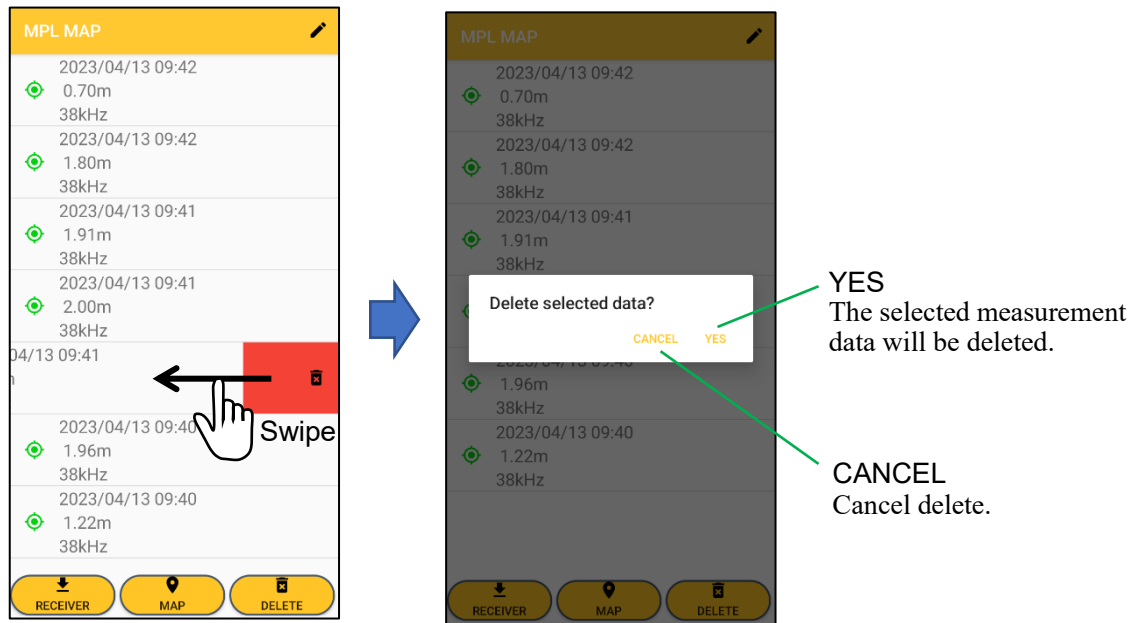 MPL MAP
2023/04/13 09:42
0.70m
38kHz
2023/04/13 09:42
1.80m
38kHz
2023/04/13 09:41
1.91m
38kHz
2023/04/13 09:41
2.00m
38kHz
04/13 09:41
Swipe
2023/04/13 09:40
1.96m
38kHz
2023/04/13 09:40
1.22m
38kHz
RECEIVER
MAP
DELETE
MPL MAP
2023/04/13 09:42
0.70m
38kHz
2023/04/13 09:42
1.80m
38kHz
2023/04/13 09:41
1.91m
38kHz
Delete selected data?
CANCEL YES
1.96m
38kHz
2023/04/13 09:40
1.22m
38kHz
RECEIVER
MAP
DELETE
YES
The selected measurement
data will be deleted.
CANCEL
Cancel delete.